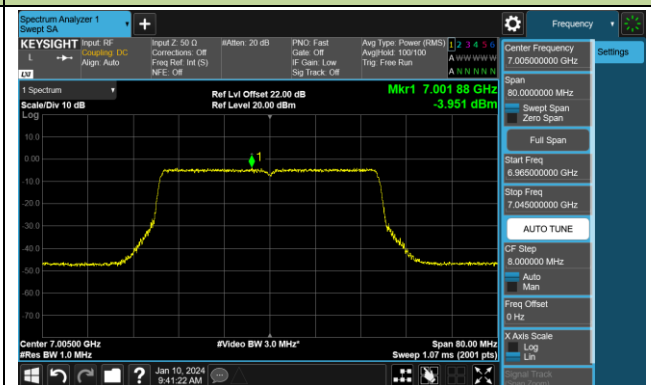 Spectrum Analyzer 1
Swept SA
+
Frequency
KEYSIGHT
L
Input: RF
Coupling: DC
Align: Auto
Input Z: 50 Ω
Corrections: Off
Freq Ref: Int (S)
NFE: Off
#Atten: 20 dB
PNO: Fast
Gate: Off
IF Gain: Low
Sig Track: Off
Avg Type: Power (RMS)
Avg|Hold: 100/100
Trig: Free Run
1 2 3 4 5 6
A W W W W W
A N N N N N
LXI
1 Spectrum
Scale/Div 10 dB
Log
Ref Lvl Offset 22.00 dB
Ref Level 20.00 dBm
Mkr1 7.001 88 GHz
-3.951 dBm
10.0
0.00
-10.0
-20.0
-30.0
-40.0
-50.0
-60.0
-70.0
1
Center 7.00500 GHz
#Res BW 1.0 MHz
#Video BW 3.0 MHz*
Span 80.00 MHz
Sweep 1.07 ms (2001 pts)
?
Jan 10, 2024
9:41:22 AM
Center Frequency
7.005000000 GHz
Settings
Span
80.0000000 MHz
Swept Span
Zero Span
Full Span
Start Freq
6.965000000 GHz
Stop Freq
7.045000000 GHz
AUTO TUNE
CF Step
8.000000 MHz
Auto
Man
Freq Offset
0 Hz
X Axis Scale
Log
Lin
Signal Track